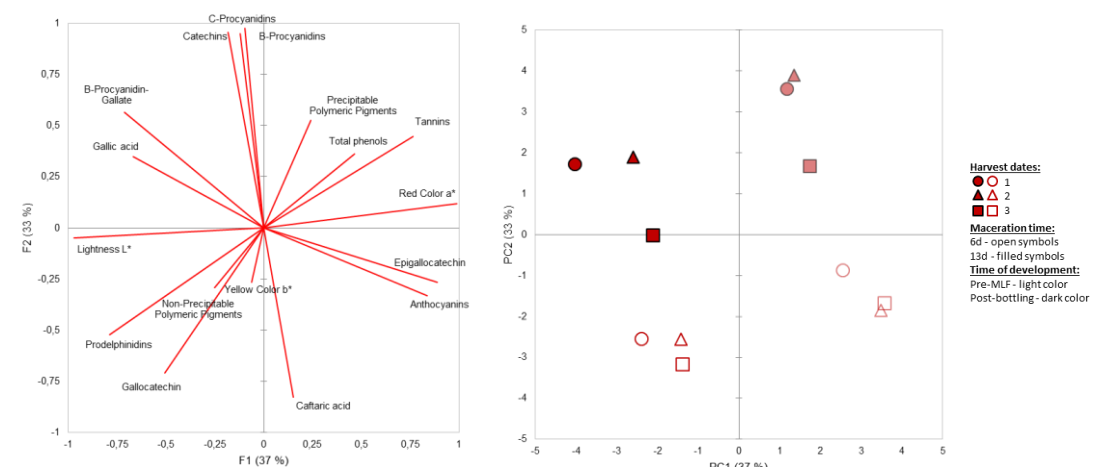 C-Procyanidins
Catechins
B-Procyanidins
B-Procyanidin-
Gallate
Precipitable
Polymeric Pigments
Tannins
Gallic acid
Total phenols
Red Color a*
Lightness L*
Epigallocatechin
Yellow Color b*
Anthocyanins
Non-Precipitable
Polymeric Pigments
Prodelphinidins
Gallocatechin
Caftaric acid
1
0,75
0,5
0,25
0
-0,25
-0,5
-0,75
-1
F2 (33 %)
-1 -0,75 -0,5 -0,25 0 0,25 0,5 0,75 1
F1 (37 %)
5
4
3
2
1
0
-1
-2
-3
-4
-5
PC2 (33 %)
-5 -4 -3 -2 -1 0 1 2 3 4 5
PC1 (37 %)
Harvest dates:
1
2
3
Maceration time:
6d - open symbols
13d - filled symbols
Time of development:
Pre-MLF - light color
Post-bottling - dark color